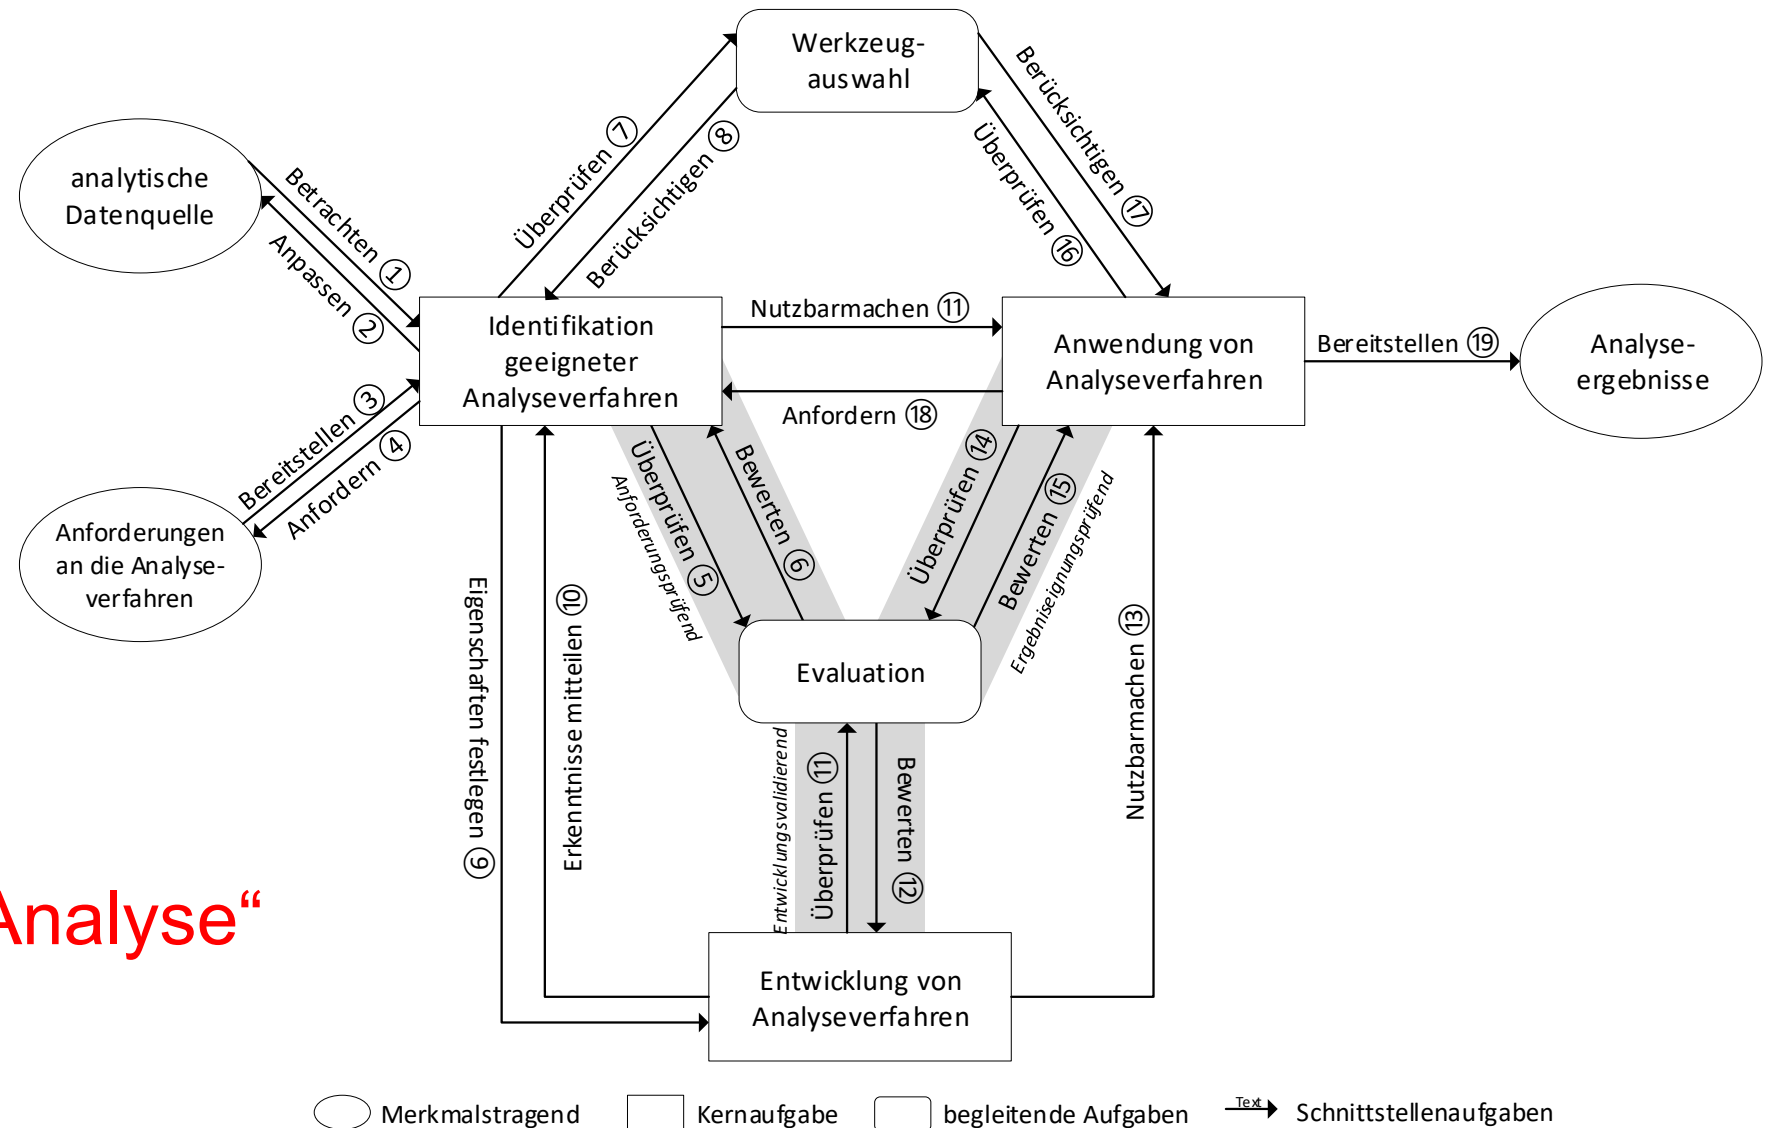 Werkzeug-
auswahl
analytische
Datenquelle
Betrachten ①
Anpassen ②
Überprüfen ⑦
Berücksichtigen ⑧
Berücksichtigen ⑰
Überprüfen ⑯
Identifikation
geeigneter
Analyseverfahren
Nutzbarmachen ⑪
Anfordern ⑱
Anwendung von
Analyseverfahren
Bereitstellen ⑲
Analyse-
ergebnisse
Bereitstellen ③
Anfordern ④
Anforderungen
an die Analyse-
verfahren
Überprüfen ⑤
Anforderungsprüfend
Bewerten ⑥
Überprüfen ⑭
Bewerten ⑮
Ergebniseignungsprüfend
Evaluation
Eigenschaften festlegen ⑨
Erkenntnisse mitteilen ⑩
Entwicklungsvalidierend
Überprüfen ⑪
Bewerten ⑫
Nutzbarmachen ⑬
Analyse“
Entwicklung von
Analyseverfahren
Merkmalstragend
Kernaufgabe
begleitende Aufgaben
Text
Schnittstellenaufgaben